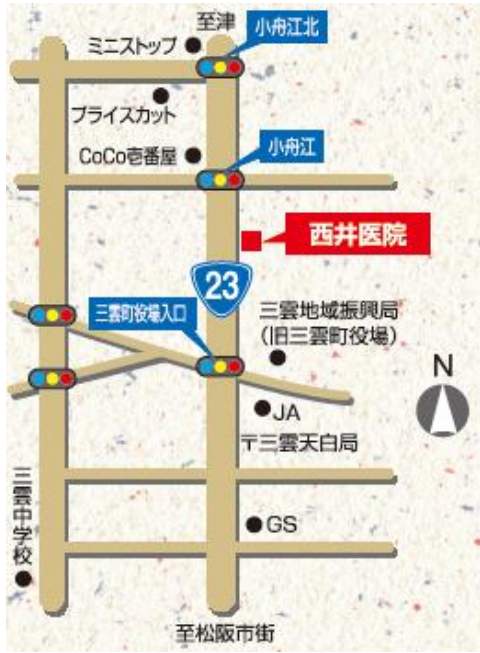 至津
小舟江北
ミニストップ
プライスカット
CoCo壱番屋
小舟江
西井医院
23
三雲町役場入口
三雲地域振興局
(旧三雲町役場)
N
JA
〒三雲天白局
三雲中学校
GS
至松阪市街